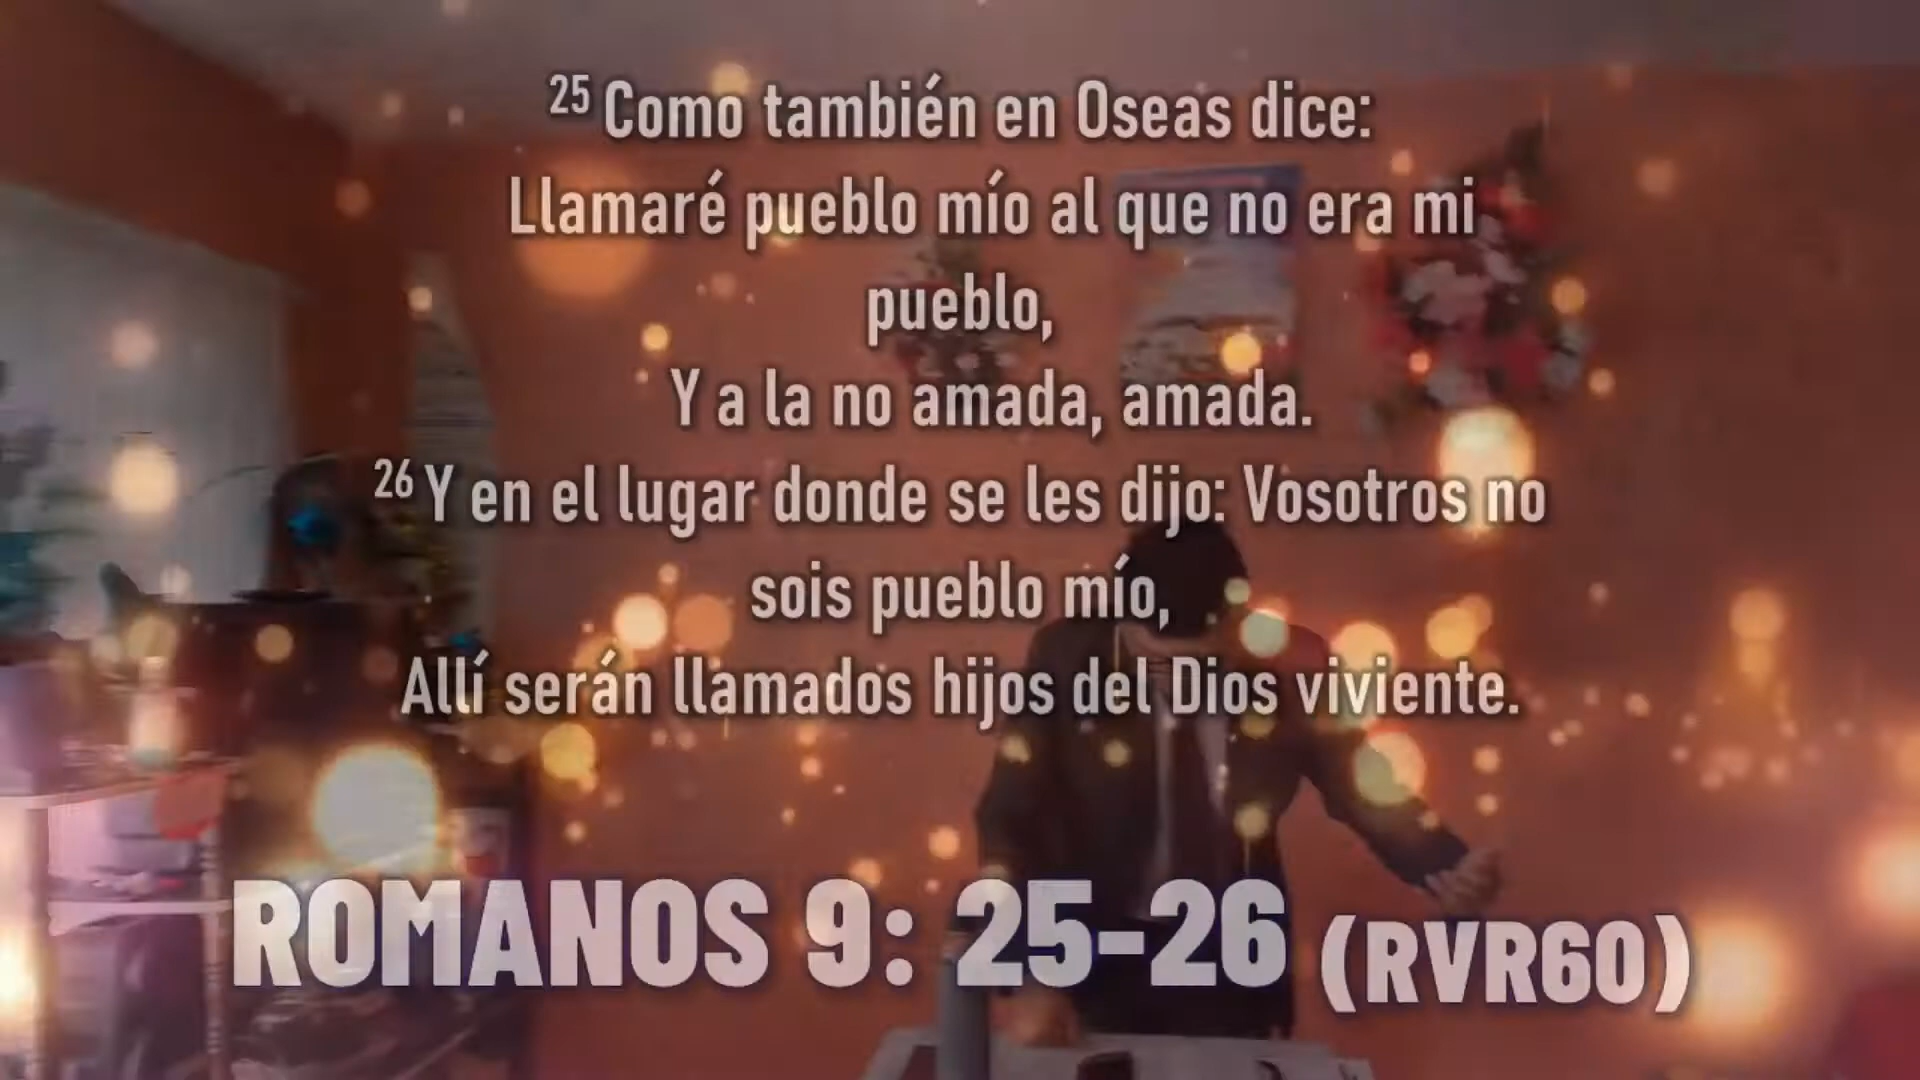 25 Como también en Oseas dice:
Llamaré pueblo mío al que no era mi
pueblo,
Y a la no amada, amada.
26 Y en el lugar donde se les dijo: Vosotros no
sois pueblo mío,
Allí serán llamados hijos del Dios viviente.
ROMANOS 9: 25-26 (RVR60)